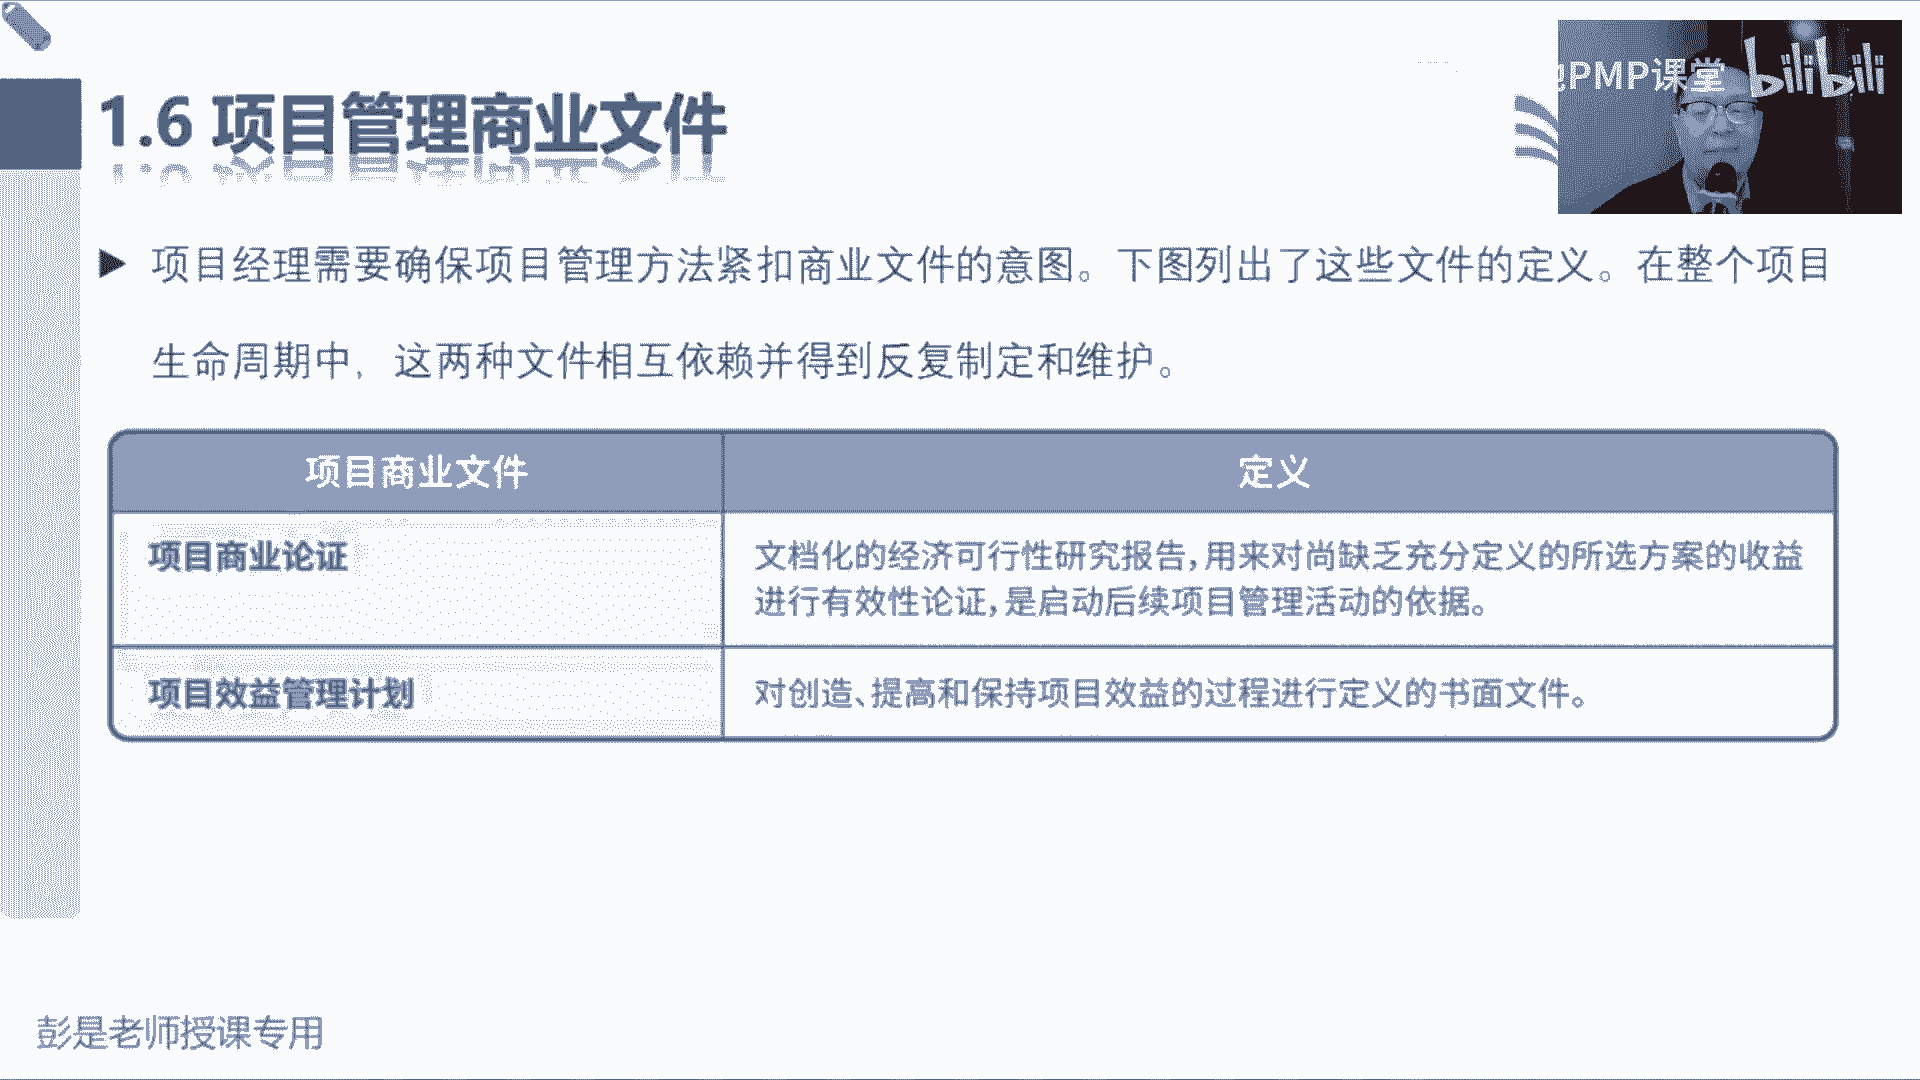 PMP课堂 bilibili
1.6 项目管理商业文件
项目经理需要确保项目管理方法紧扣商业文件的意图。下图列出了这些文件的定义。在整个项目
生命周期中，这两种文件相互依赖并得到反复制定和维护。
项目商业文件
定义
项目商业论证
文档化的经济可行性研究报告，用来对尚缺乏充分定义的所选方案的收益
进行有效性论证，是启动后续项目管理活动的依据。
项目效益管理计划
对创造、提高和保持项目效益的过程进行定义的书面文件。
彭是老师授课专用